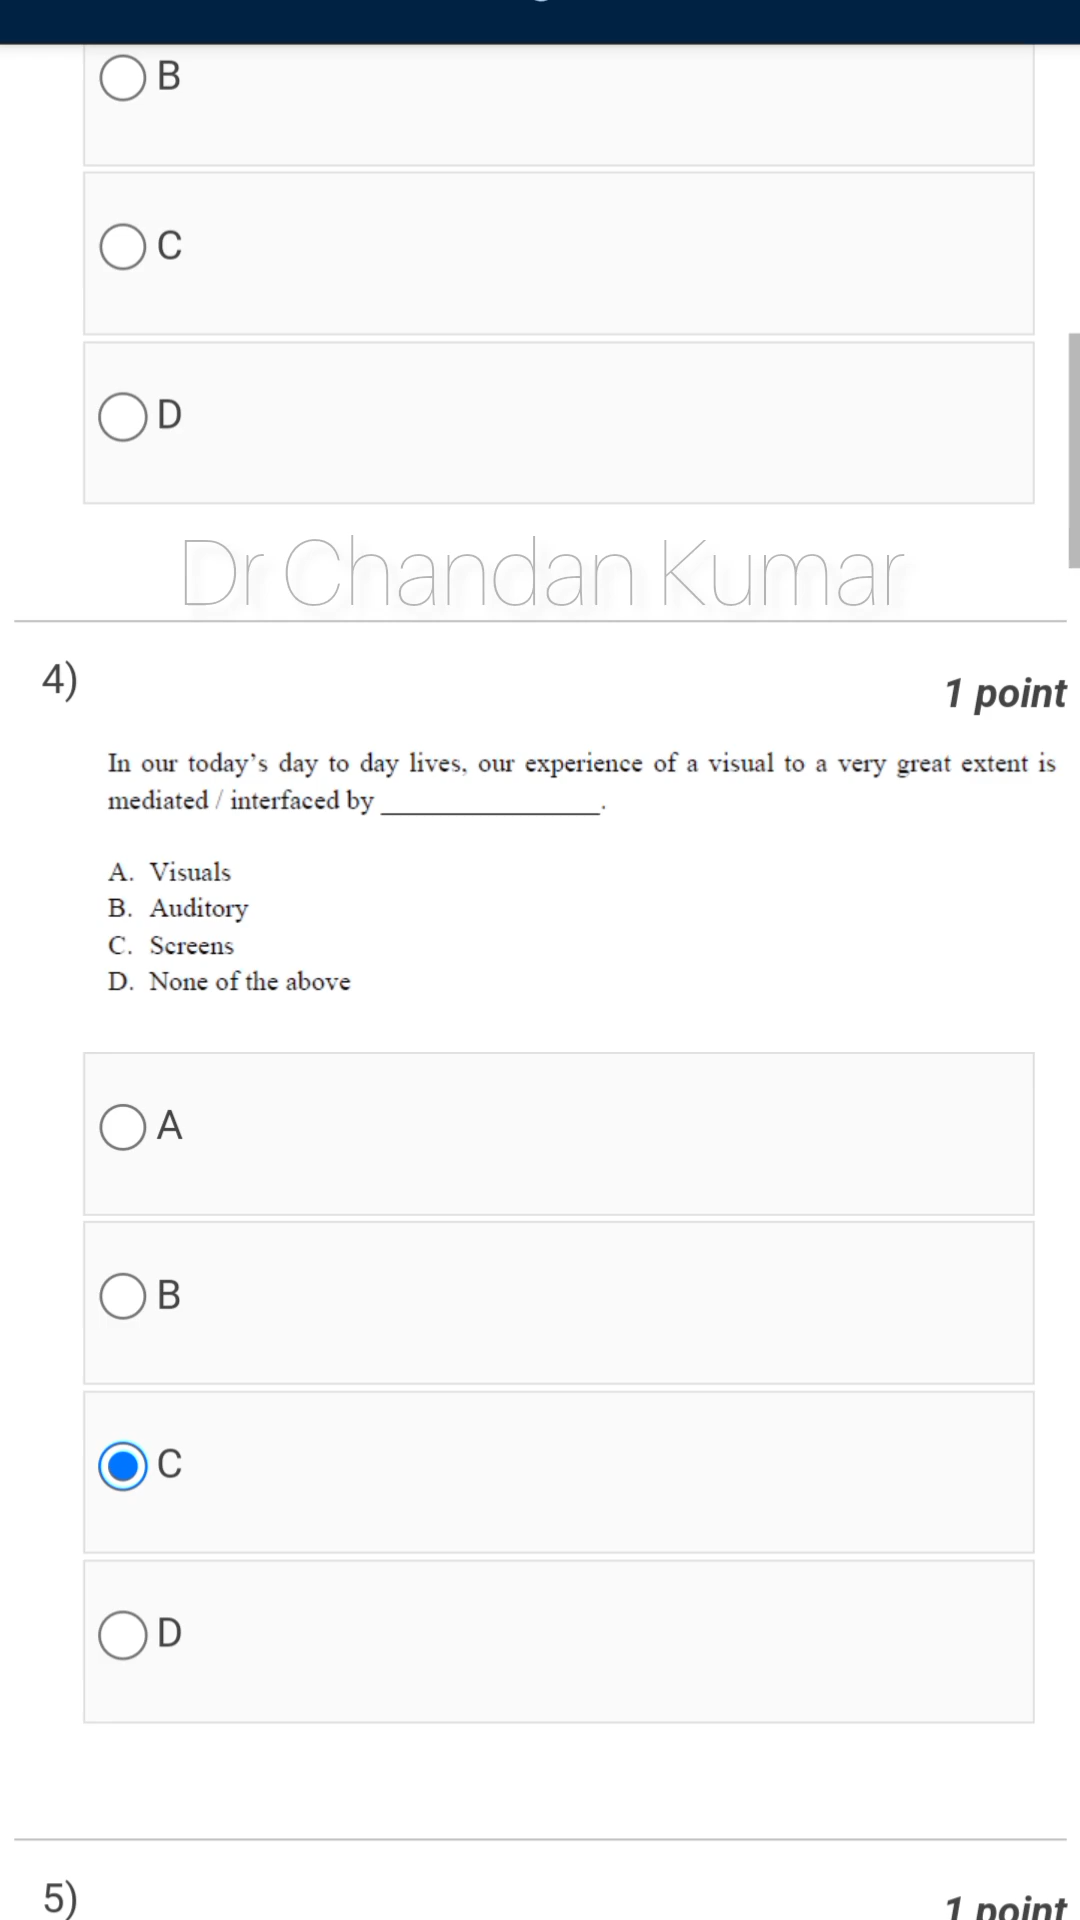 B
C
D
Dr Chandan Kumar
4)
1 point
In our today’s day to day lives, our experience of a visual to a very great extent is
mediated / interfaced by ________________.
A. Visuals
B. Auditory
C. Screens
D. None of the above
A
B
C
D
5)
1 point